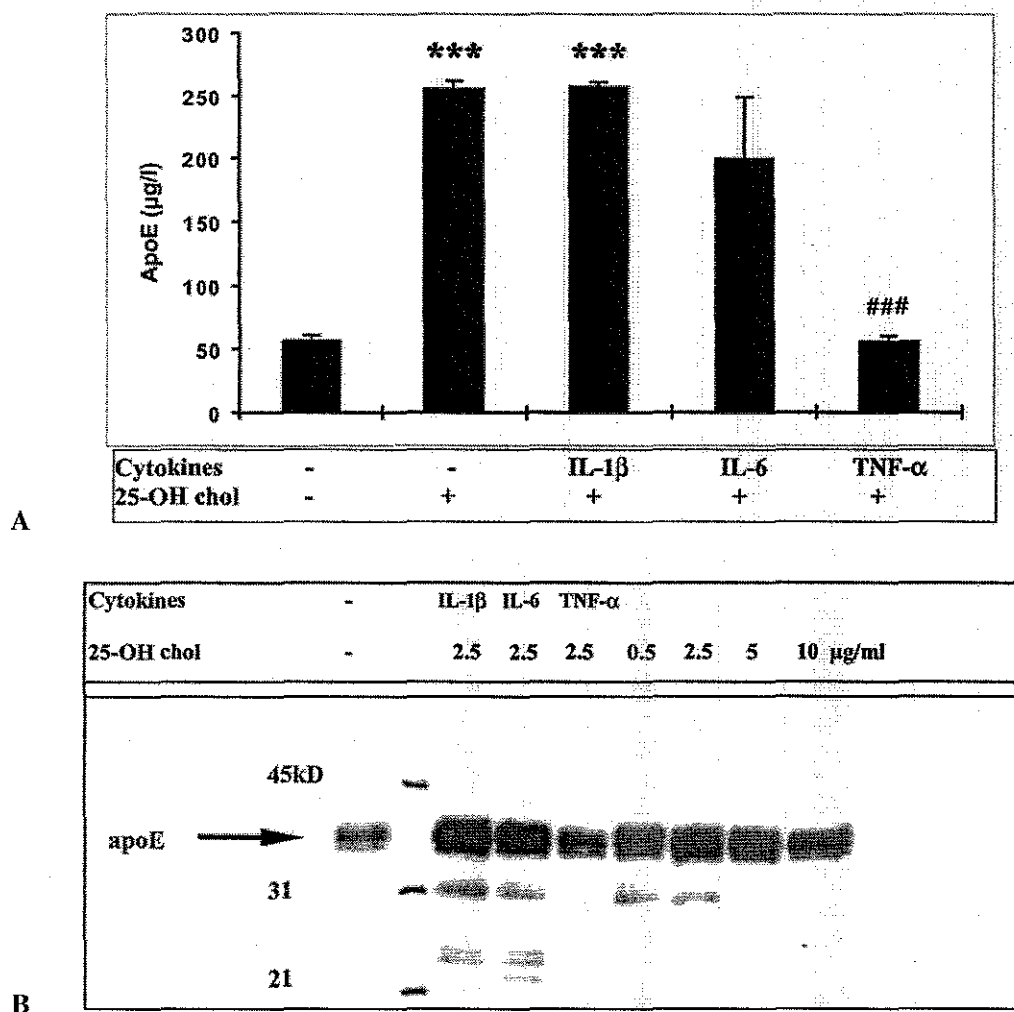 300
250
200
150
100
50
0
ApoE (µg/l)
*** ***
###
Cytokines - - IL-1β IL-6 TNF-α
25-OH chol - + + + +
A
Cytokines - IL-1β IL-6 TNF-α
25-OH chol - 2.5 2.5 2.5 0.5 2.5 5 10 µg/ml
45kD
apoE
31
21
B